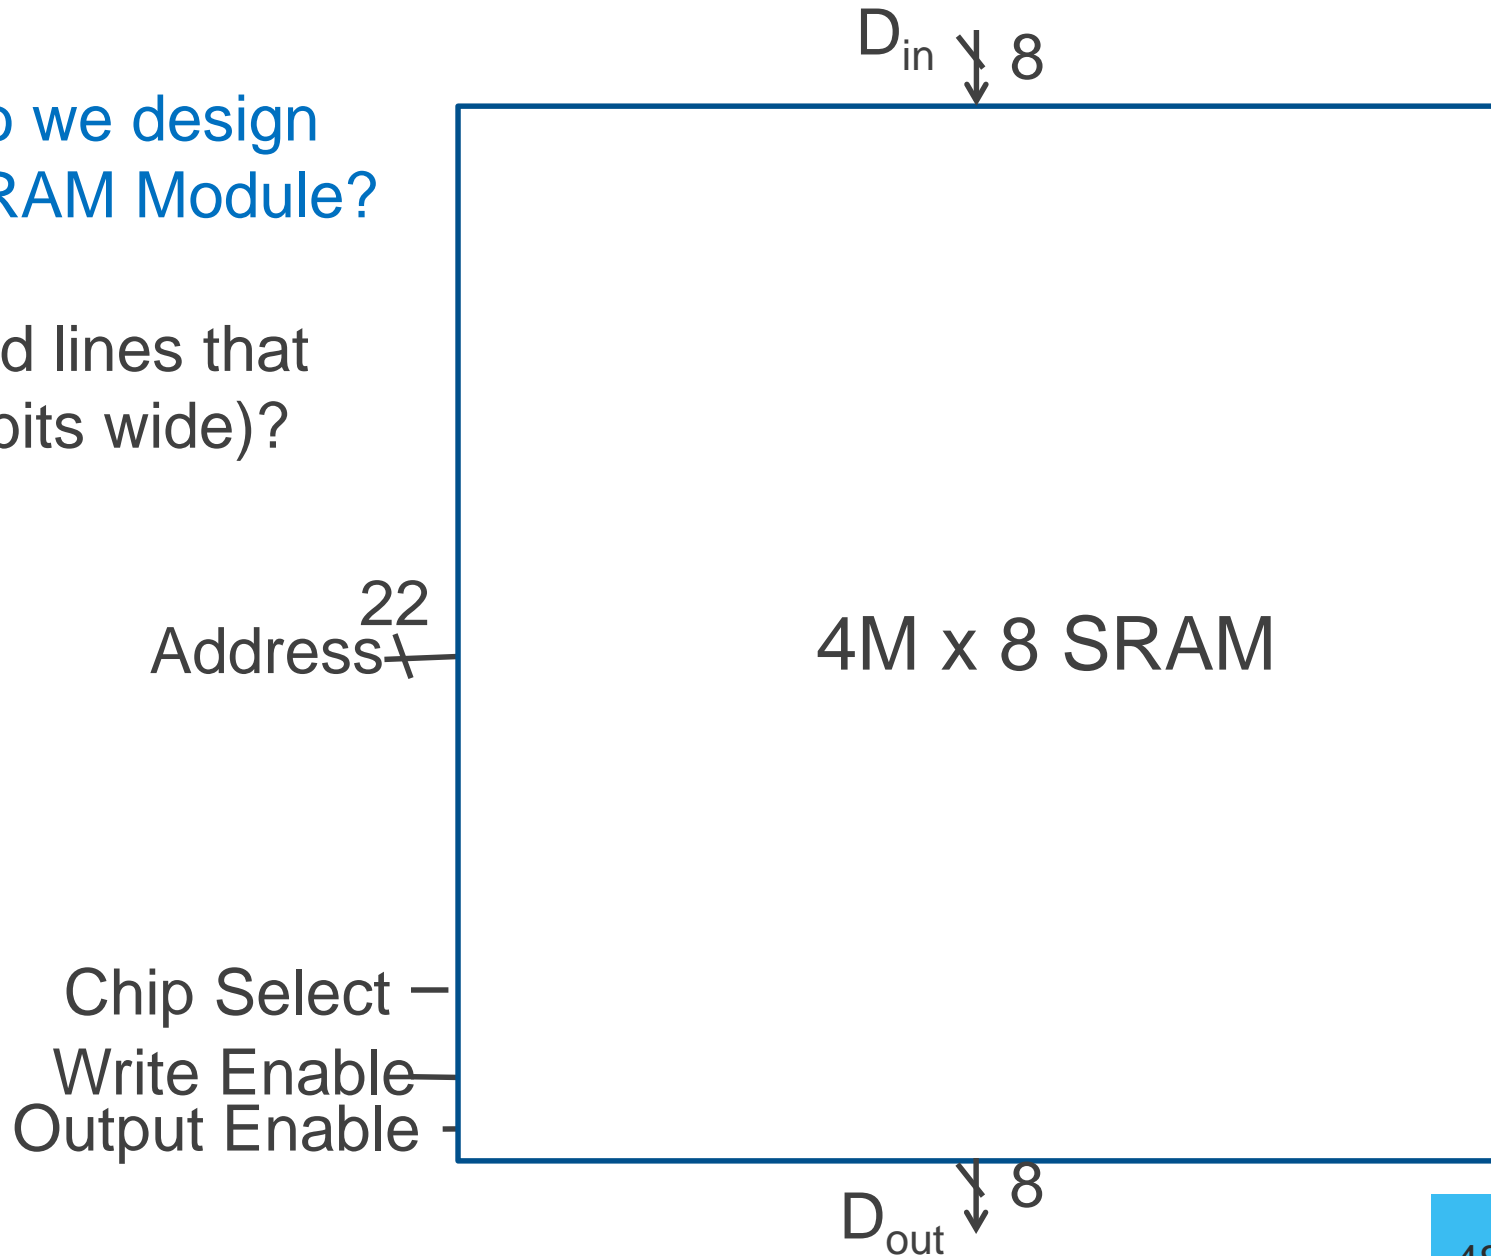 Din 8
we design
RAM Module?
lines that
bits wide)?
22
Address
4M x 8 SRAM
Chip Select
Write Enable
Output Enable
8
Dout